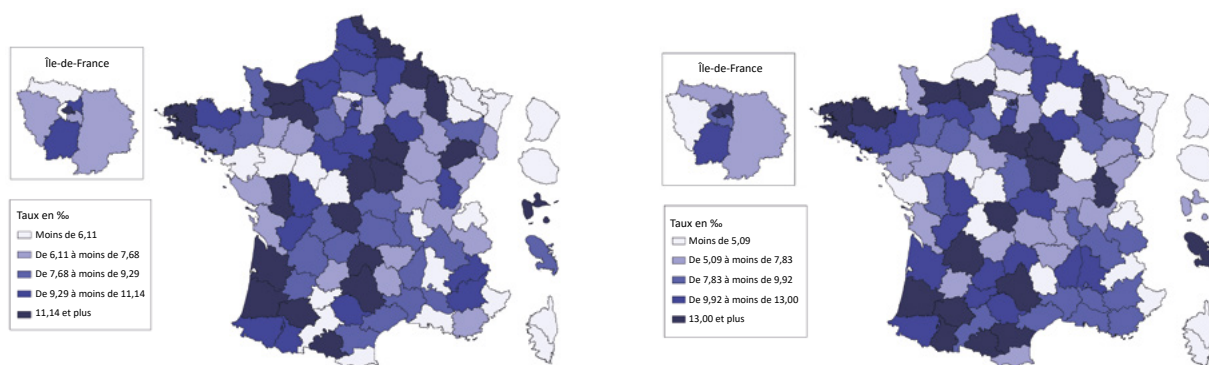 Île-de-France
Taux en ‰
Moins de 6,11
De 6,11 à moins de 7,68
De 7,68 à moins de 9,29
De 9,29 à moins de 11,14
11,14 et plus
Île-de-France
Taux en ‰
Moins de 5,09
De 5,09 à moins de 7,83
De 7,83 à moins de 9,92
De 9,92 à moins de 13,00
13,00 et plus